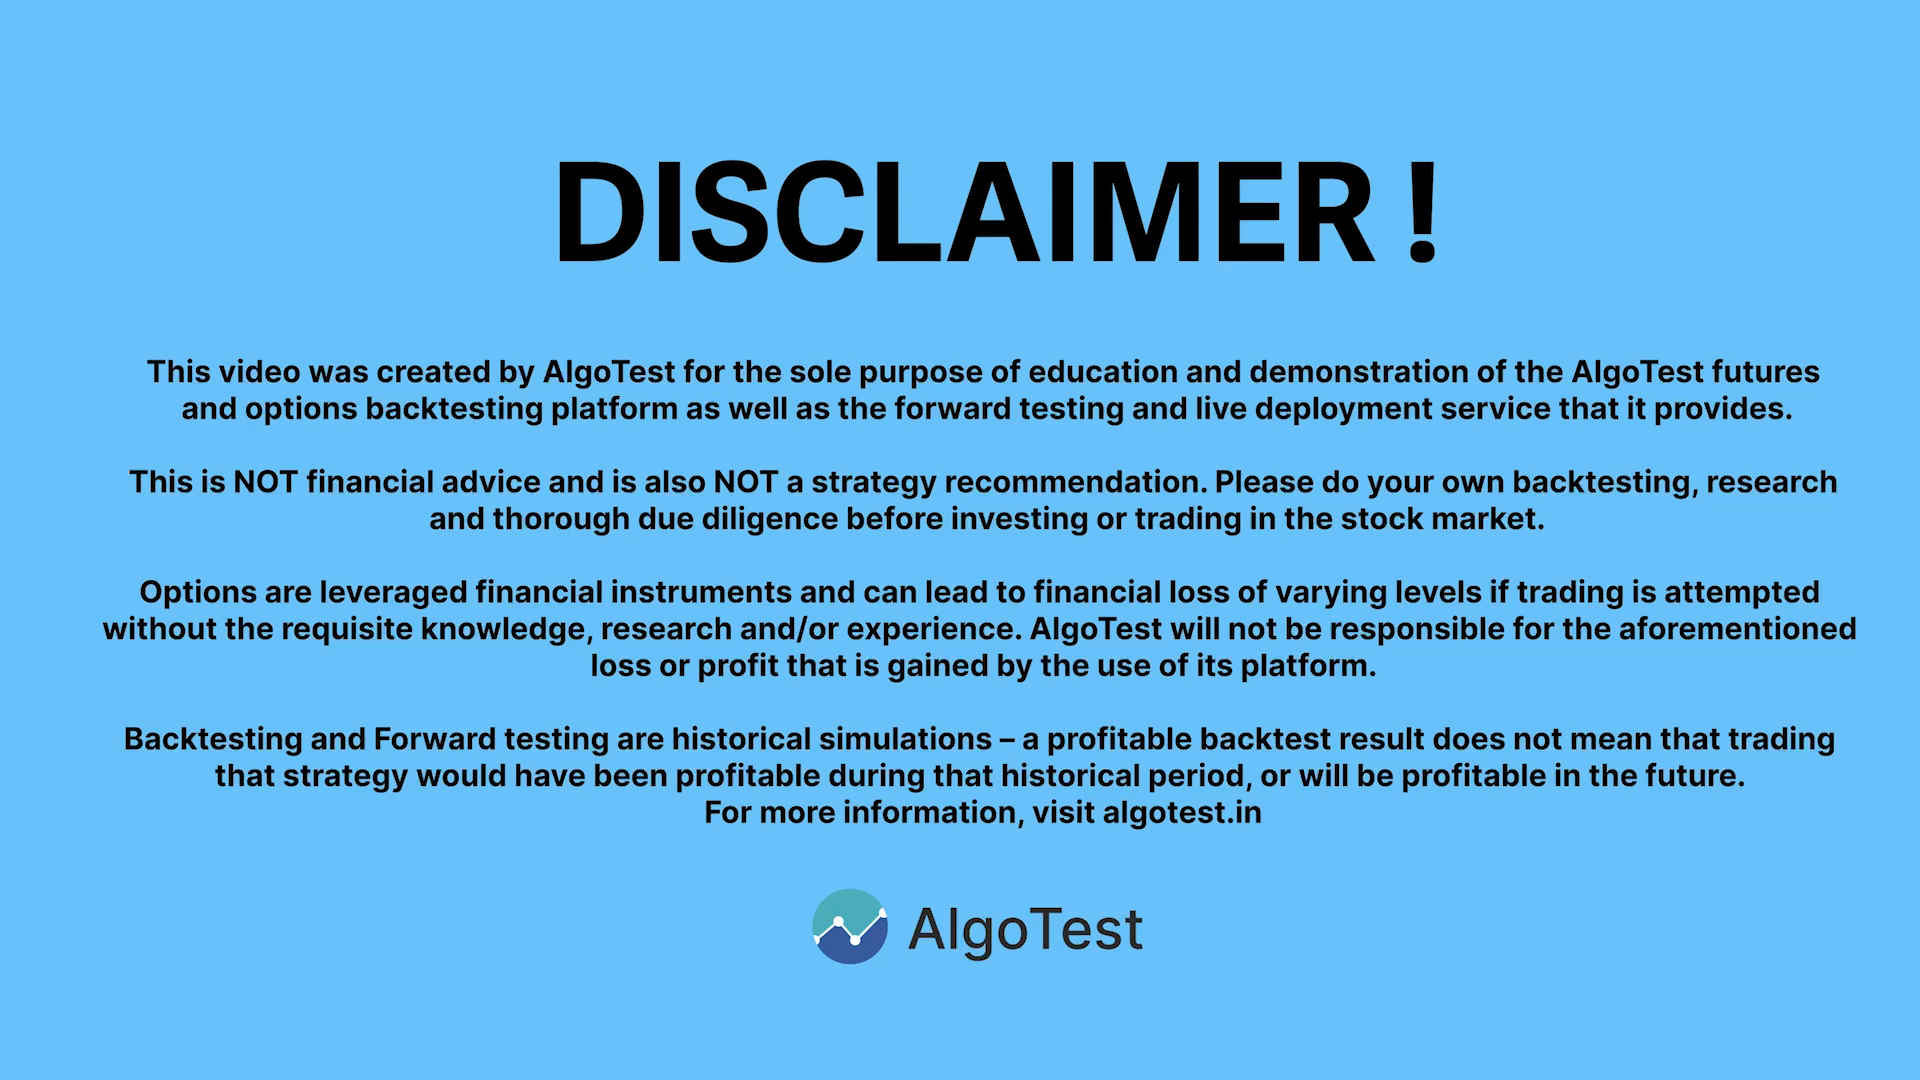 DISCLAIMER !
This video was created by AlgoTest for the sole purpose of education and demonstration of the AlgoTest futures
and options backtesting platform as well as the forward testing and live deployment service that it provides.
This is NOT financial advice and is also NOT a strategy recommendation. Please do your own backtesting, research
and thorough due diligence before investing or trading in the stock market.
Options are leveraged financial instruments and can lead to financial loss of varying levels if trading is attempted
without the requisite knowledge, research and/or experience. AlgoTest will not be responsible for the aforementioned
loss or profit that is gained by the use of its platform.
Backtesting and Forward testing are historical simulations – a profitable backtest result does not mean that trading
that strategy would have been profitable during that historical period, or will be profitable in the future.
For more information, visit algotest.in
AlgoTest